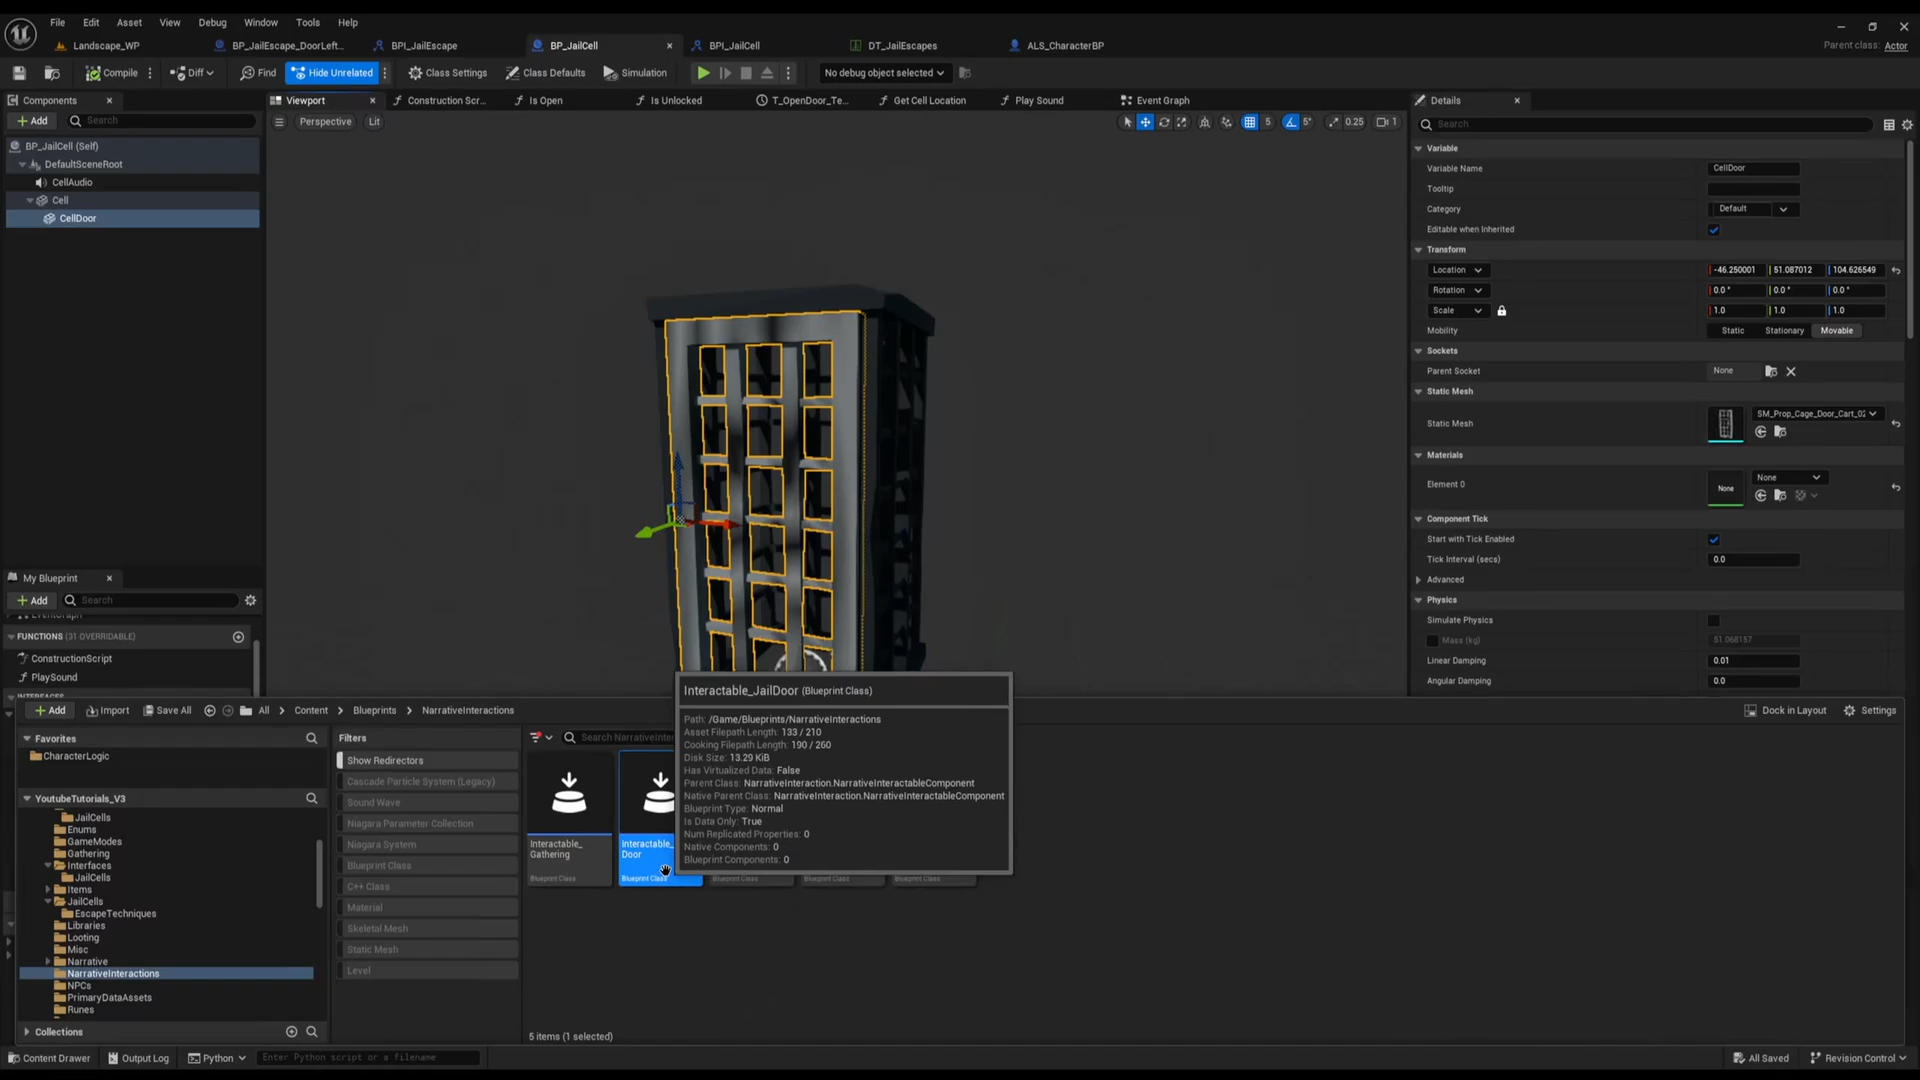 File Edit Asset View Debug Window Tools Help
Landscape_WP BP_JailEscape_DoorLeft... BPI_JailEscape BP_JailCell BPI_JailCell DT_JailEscapes ALS_CharacterBP Parent class: Actor
Compile Diff Find Hide Unrelated Class Settings Class Defaults Simulation No debug object selected
Components
Add Search
BP_JailCell (Self)
DefaultSceneRoot
CellAudio
Cell
CellDoor
My Blueprint
Add Search
FUNCTIONS (31 OVERRIDABLE)
ConstructionScript
PlaySound
Viewport Construction Scr... Is Open Is Unlocked T_OpenDoor_Te... Get Cell Location Play Sound Event Graph
Perspective Lit 5 5° 0.25 1
Details
Search
Variable
Variable Name CellDoor
Tooltip
Category Default
Editable when Inherited
Transform
Location -46.250001 51.087012 104.626549
Rotation 0.0 ° 0.0 ° 0.0 °
Scale 1.0 1.0 1.0
Mobility Static Stationary Movable
Sockets
Parent Socket None
Static Mesh
Static Mesh SM_Prop_Cage_Door_Cart_02
Materials
Element 0 None None
Component Tick
Start with Tick Enabled
Tick Interval (secs) 0.0
Advanced
Physics
Simulate Physics
Mass (kg) 51.068157
Linear Damping 0.01
Angular Damping 0.0
Add Import Save All All Content Blueprints NarrativeInteractions Dock in Layout Settings
Favorites
CharacterLogic
YoutubeTutorials_V3
JailCells
Enums
GameModes
Gathering
Interfaces
JailCells
Items
JailCells
EscapeTechniques
Libraries
Looting
Misc
Narrative
NarrativeInteractions
NPCs
PrimaryDataAssets
Runes
Collections
Filters
Show Redirectors
Cascade Particle System (Legacy)
Sound Wave
Niagara Parameter Collection
Niagara System
Blueprint Class
C++ Class
Material
Skeletal Mesh
Static Mesh
Level
Search NarrativeInter
Interactable_
Gathering
Blueprint Class
Interactable_
Door
Blueprint Class
Blueprint Class
Blueprint Class
Blueprint Class
Interactable_JailDoor (Blueprint Class)
Path: /Game/Blueprints/NarrativeInteractions
Asset Filepath Length: 133 / 210
Cooking Filepath Length: 190 / 260
Disk Size: 13.29 KiB
Has Virtualized Data: False
Parent Class: NarrativeInteraction.NarrativeInteractableComponent
Native Parent Class: NarrativeInteraction.NarrativeInteractableComponent
Blueprint Type: Normal
Is Data Only: True
Num Replicated Properties: 0
Native Components: 0
Blueprint Components: 0
5 items (1 selected)
Content Drawer Output Log Python Enter Python script or a filename All Saved Revision Control